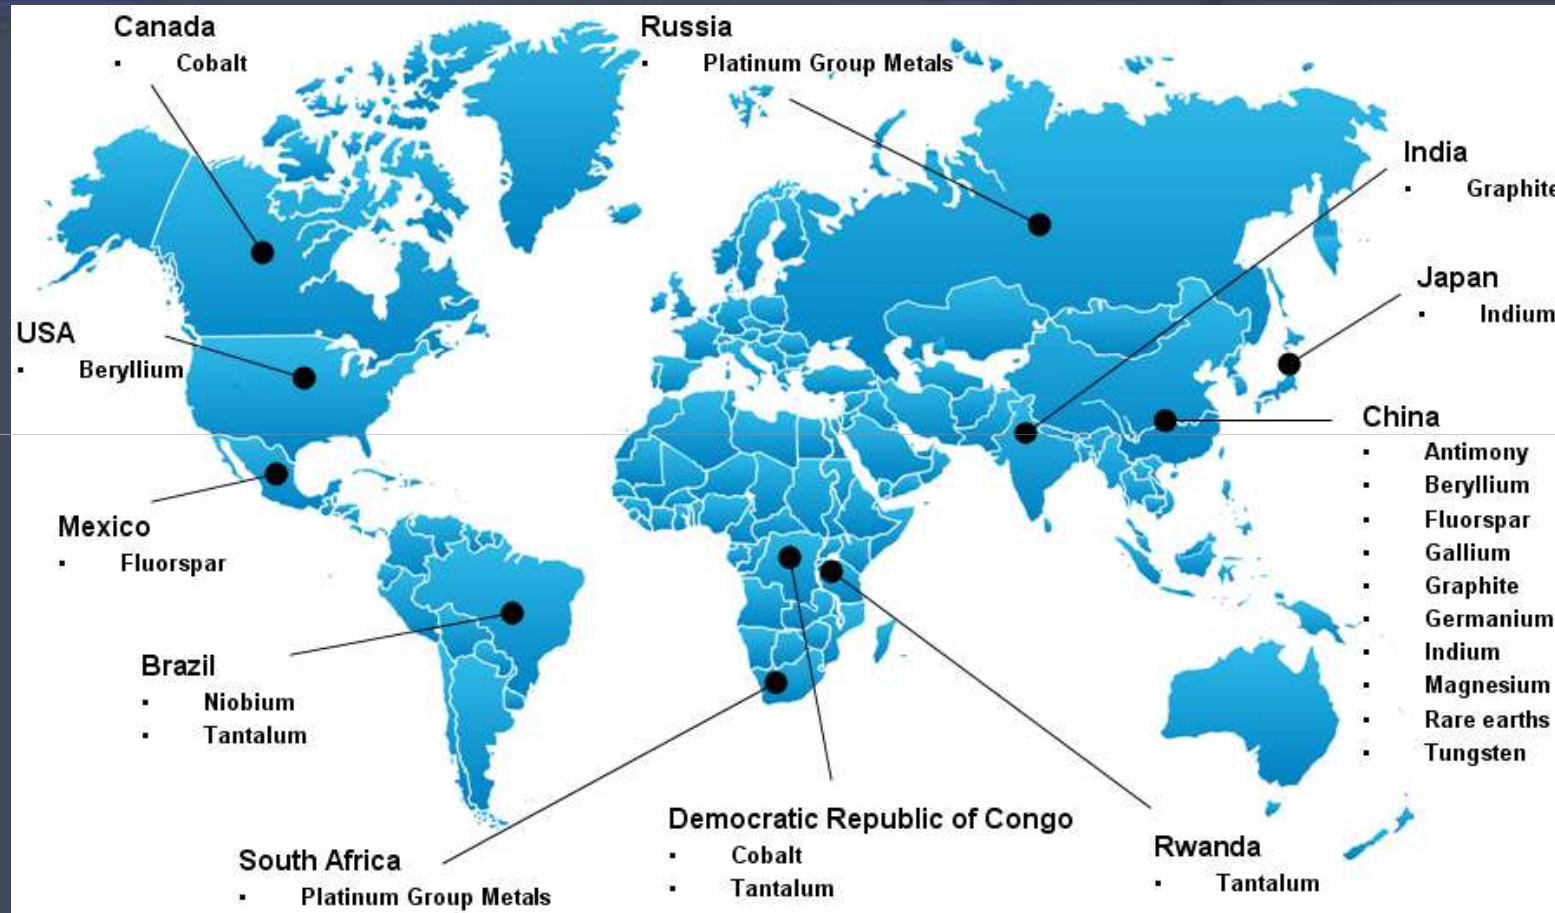 Canada
▪ Cobalt
Russia
▪ Platinum Group Metals
India
▪ Graphite
Japan
▪ Indium
USA
▪ Beryllium
China
▪ Antimony
▪ Beryllium
▪ Fluorspar
▪ Gallium
▪ Graphite
▪ Germanium
▪ Indium
▪ Magnesium
▪ Rare earths
▪ Tungsten
Mexico
▪ Fluorspar
Brazil
▪ Niobium
▪ Tantalum
South Africa
▪ Platinum Group Metals
Democratic Republic of Congo
▪ Cobalt
▪ Tantalum
Rwanda
▪ Tantalum